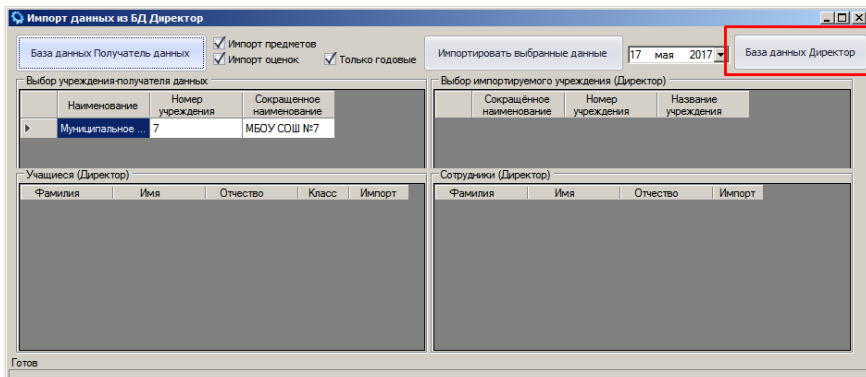 Импорт данных из БД Директор
База данных Получатель данных
Импорт предметов
Импорт оценок
Только годовые
Импортировать выбранные данные
17 мая 2017
База данных Директор
Выбор учреждения-получателя данных
Наименование
Номер
учреждения
Сокращенное
наименование
Муниципальное ...
7
МБОУ СОШ №7
Выбор импортируемого учреждения (Директор)
Сокращённое
наименование
Номер
учреждения
Название
учреждения
Учащиеся (Директор)
Фамилия Имя Отчество Класс Импорт
Сотрудники (Директор)
Фамилия Имя Отчество Импорт
Готов